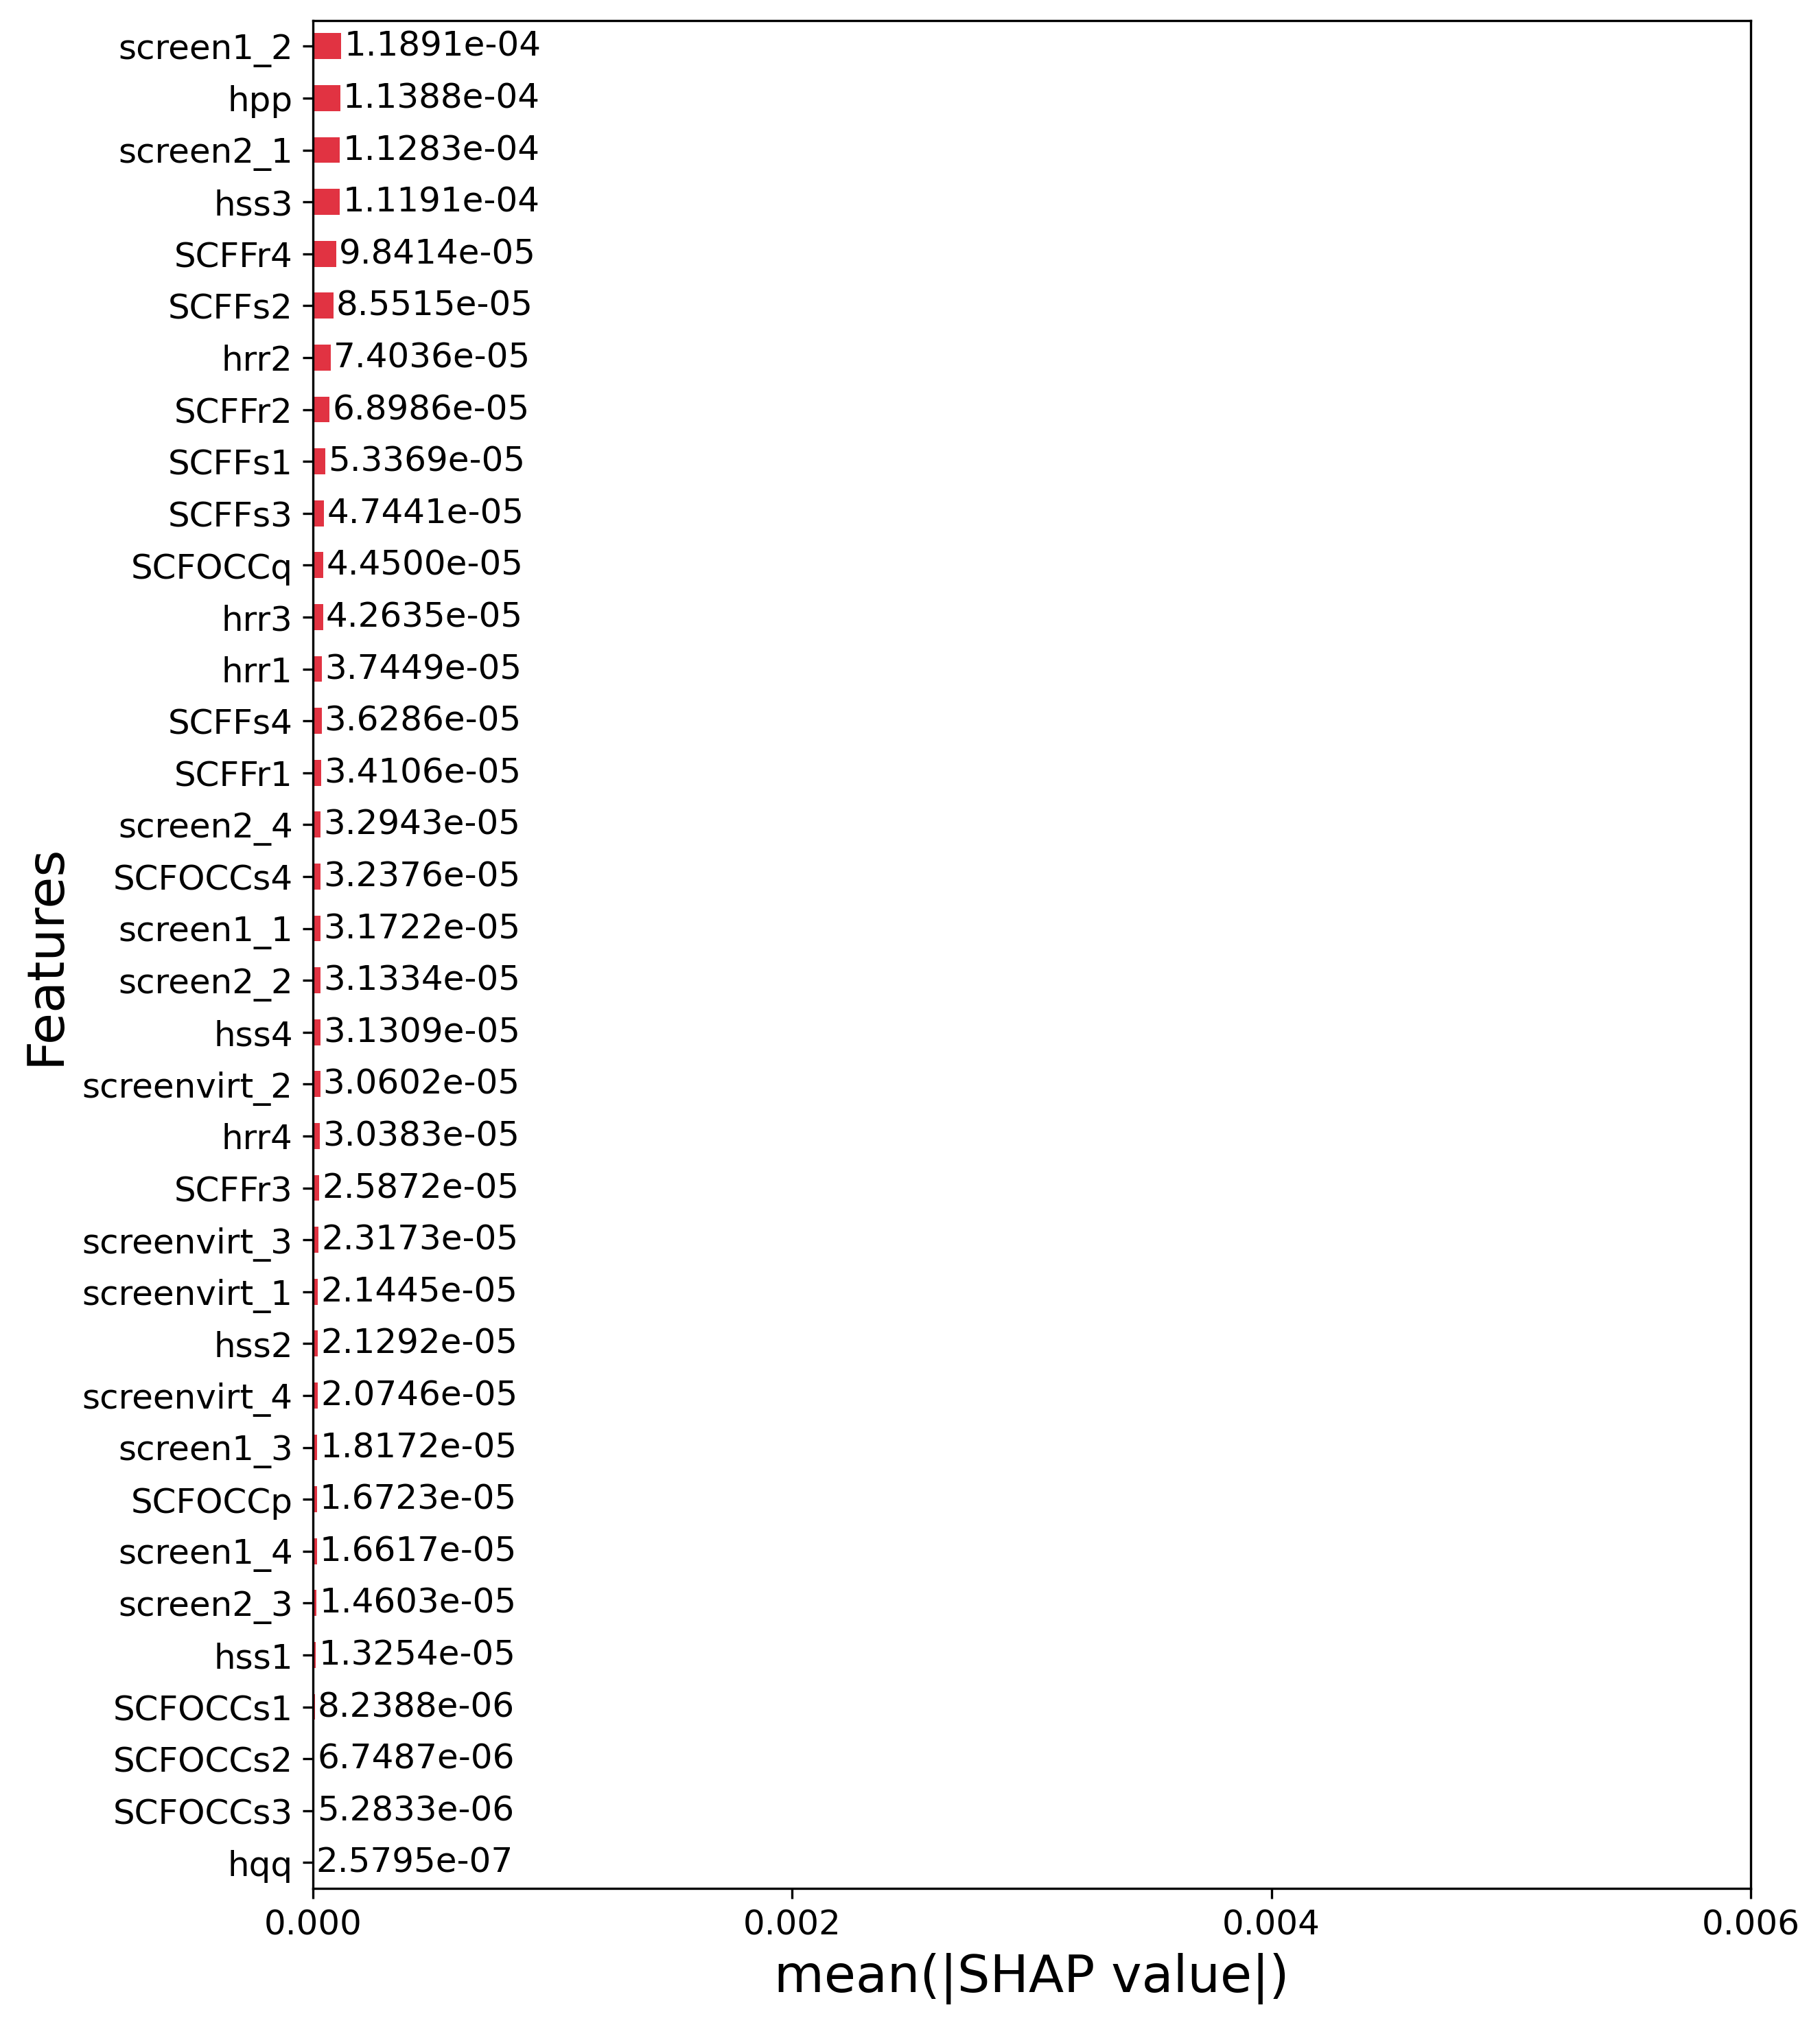 screen1_2 1.1891e-04
hpp 1.1388e-04
screen2_1 1.1283e-04
hss3 1.1191e-04
SCFFr4 9.8414e-05
SCFFs2 8.5515e-05
hrr2 7.4036e-05
SCFFr2 6.8986e-05
SCFFs1 5.3369e-05
SCFFs3 4.7441e-05
SCFOCCq 4.4500e-05
hrr3 4.2635e-05
hrr1 3.7449e-05
SCFFs4 3.6286e-05
SCFFr1 3.4106e-05
screen2_4 3.2943e-05
SCFOCCs4 3.2376e-05
screen1_1 3.1722e-05
screen2_2 3.1334e-05
hss4 3.1309e-05
screenvirt_2 3.0602e-05
hrr4 3.0383e-05
SCFFr3 2.5872e-05
screenvirt_3 2.3173e-05
screenvirt_1 2.1445e-05
hss2 2.1292e-05
screenvirt_4 2.0746e-05
screen1_3 1.8172e-05
SCFOCCp 1.6723e-05
screen1_4 1.6617e-05
screen2_3 1.4603e-05
hss1 1.3254e-05
SCFOCCs1 8.2388e-06
SCFOCCs2 6.7487e-06
SCFOCCs3 5.2833e-06
hqq 2.5795e-07
Features
0.000 0.002 0.004 0.006
mean(|SHAP value|)